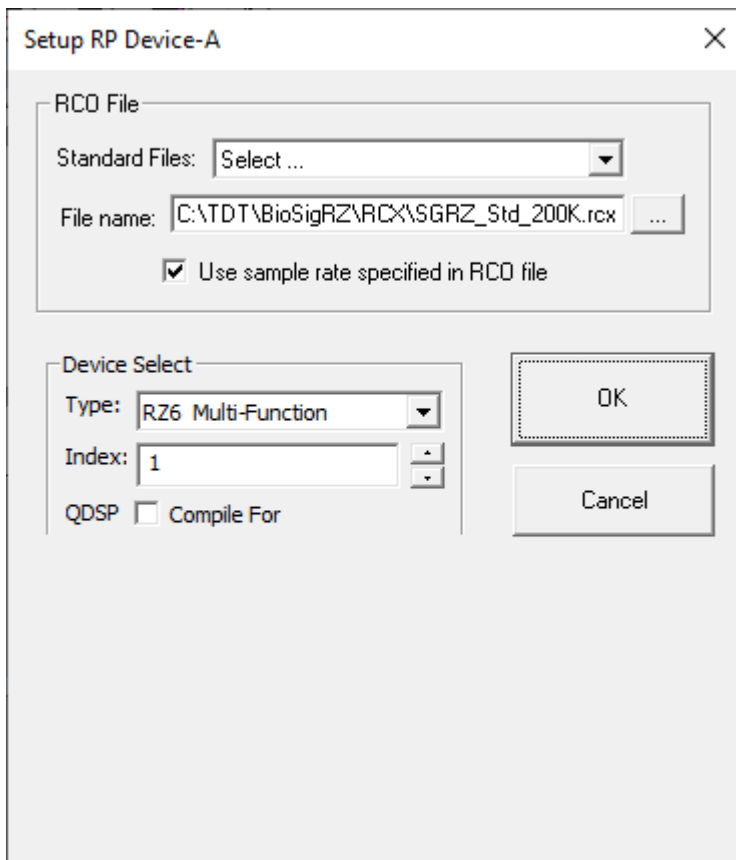 Setup RP Device-A
RCO File
Standard Files: Select ...
File name: C:\TDT\BioSigRZ\RCX\SGRZ_Std_200K.rcx ...
Use sample rate specified in RCO file
Device Select
Type: RZ6 Multi-Function
Index: 1
QDSP Compile For
OK
Cancel